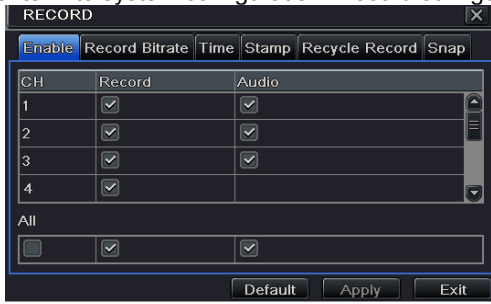 RECORD
Enable Record Bitrate Time Stamp Recycle Record Snap
CH Record Audio
1
2
3
4
All
Default Apply Exit